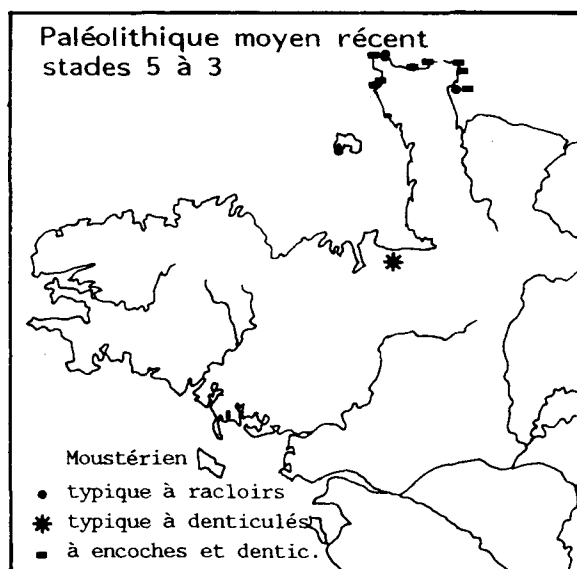 Paléolithique moyen récent
stades 5 à 3
Moustérien
typique à racloirs
typique à denticulés
à encoches et dentic.